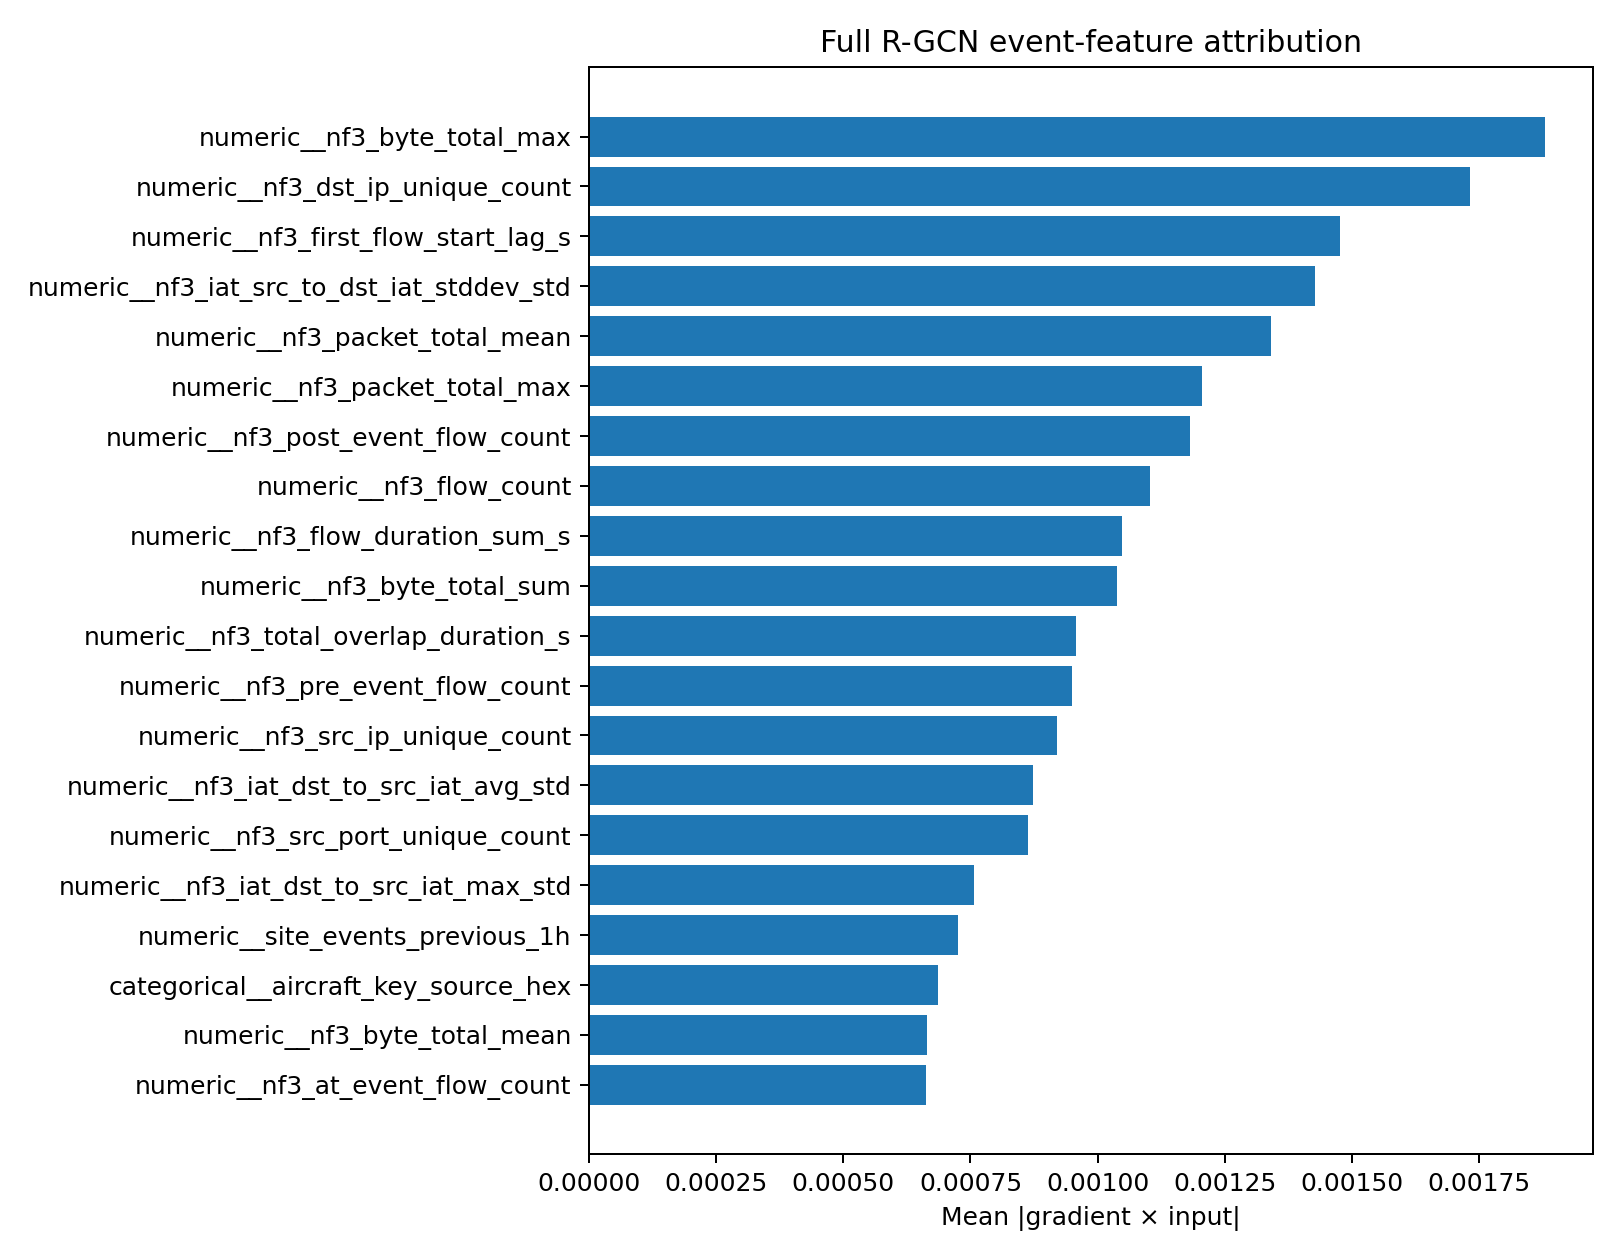 Full R-GCN event-feature attribution
numeric__nf3_byte_total_max
numeric__nf3_dst_ip_unique_count
numeric__nf3_first_flow_start_lag_s
numeric__nf3_iat_src_to_dst_iat_stddev_std
numeric__nf3_packet_total_mean
numeric__nf3_packet_total_max
numeric__nf3_post_event_flow_count
numeric__nf3_flow_count
numeric__nf3_flow_duration_sum_s
numeric__nf3_byte_total_sum
numeric__nf3_total_overlap_duration_s
numeric__nf3_pre_event_flow_count
numeric__nf3_src_ip_unique_count
numeric__nf3_iat_dst_to_src_iat_avg_std
numeric__nf3_src_port_unique_count
numeric__nf3_iat_dst_to_src_iat_max_std
numeric__site_events_previous_1h
categorical__aircraft_key_source_hex
numeric__nf3_byte_total_mean
numeric__nf3_at_event_flow_count
0.00000 0.00025 0.00050 0.00075 0.00100 0.00125 0.00150 0.00175
Mean |gradient × input|